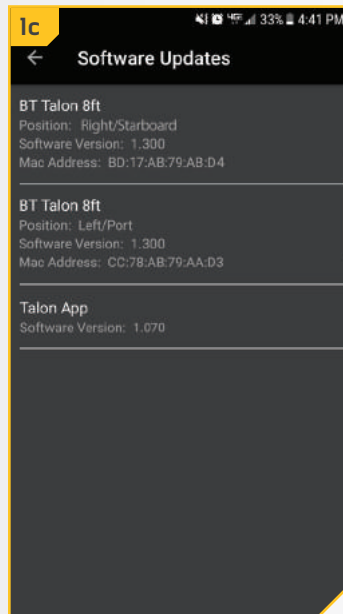 1c
33% 4:41 PM
Software Updates
BT Talon 8ft
Position: Right/Starboard
Software Version: 1.300
Mac Address: BD:17:AB:79:AB:D4
BT Talon 8ft
Position: Left/Port
Software Version: 1.300
Mac Address: CC:78:AB:79:AA:D3
Talon App
Software Version: 1.070